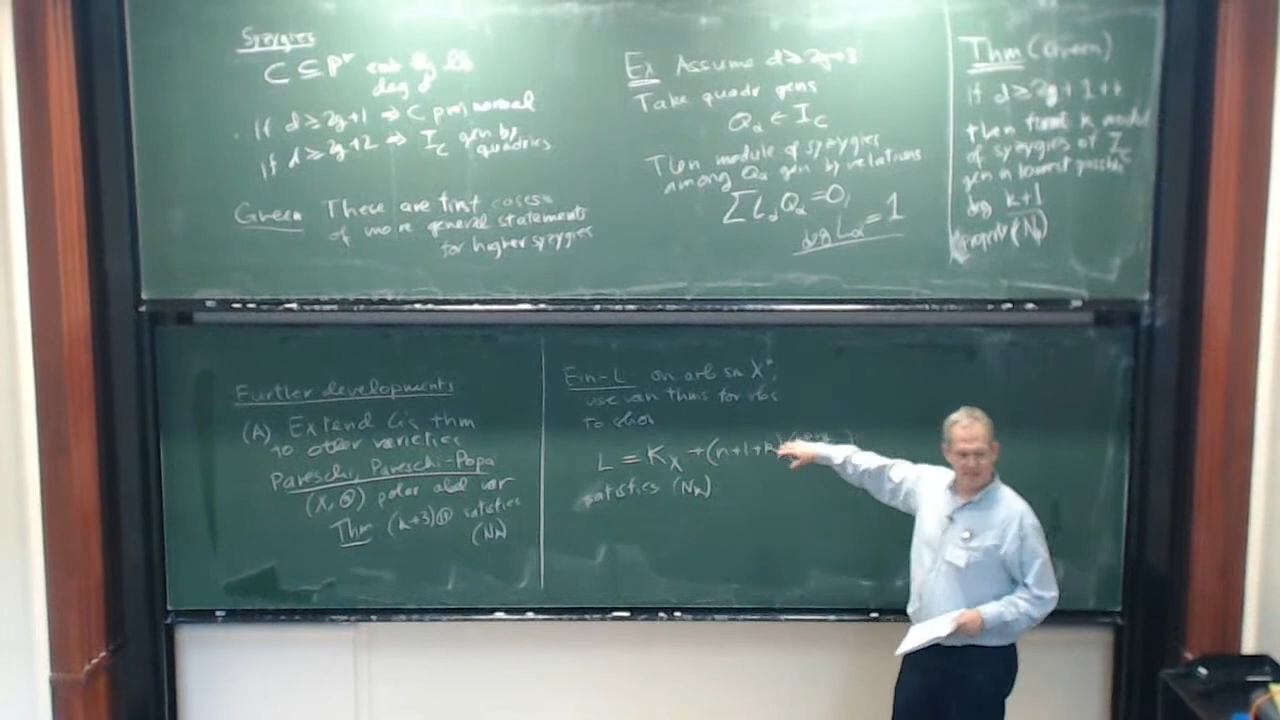 Syzygies
C ⊆ P^r
deg d
If d ≥ 2g+1 ⇒ C proj normal
If d ≥ 2g+2 ⇒ I_C gen by
quadrics
Green These are first cases
of more general statements
for higher syzygies
Ex Assume d ≥ 2g+3
Take quadr gens
Q_α ∈ I_C
Then module of syzygies
among Q_α gen by relations
∑ L_α Q_α = 0,
deg L_α = 1
Thm (Green)
If d ≥ 2g+1+k
then first k modules
of syzygies of I_C
gen in lowest possible
deg k+1
Property (N_k)
Further developments
(A) Extend G's thm
to other varieties
Pareschi, Pareschi-Popa
(X, Θ) polar abel var
Thm (k+3)Θ satisfies
(N_k)
Ein-L on arb sm X^n,
use van thms for vbs
to show
L = K_X + (n+1+k)
satisfies (N_k)